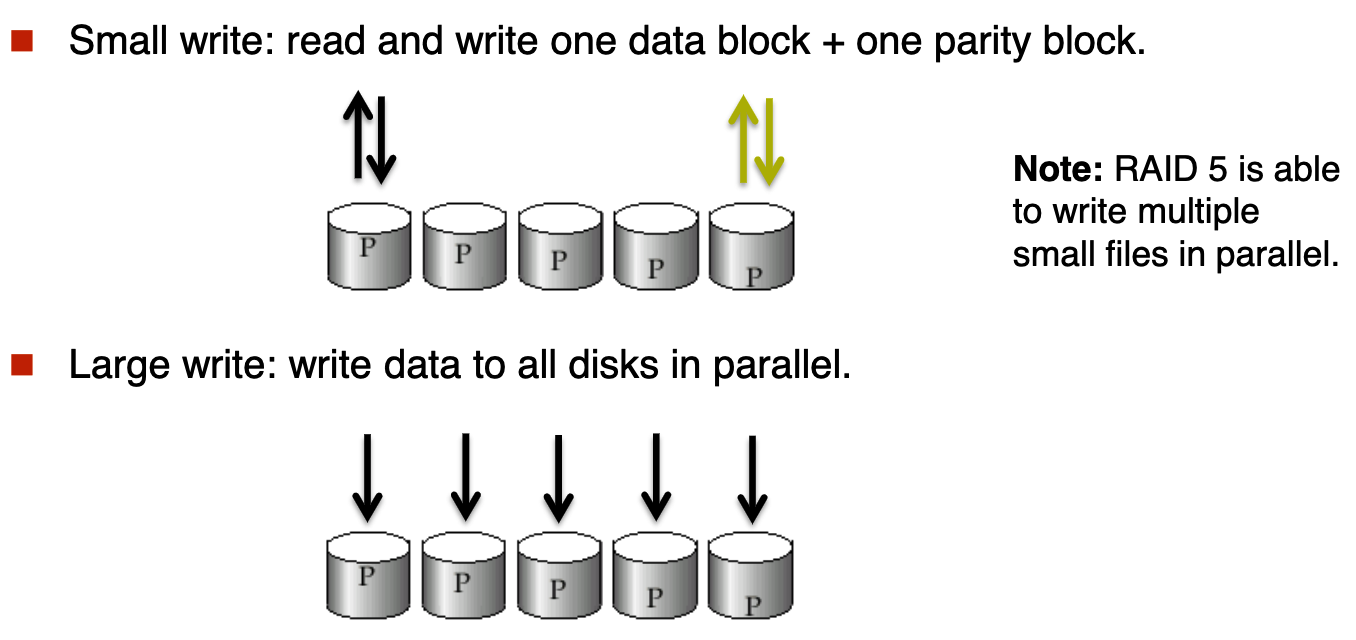 Small write: read and write one data block + one parity block.
Note: RAID 5 is able
to write multiple
small files in parallel.
P P P P P
Large write: write data to all disks in parallel.
P P P P P